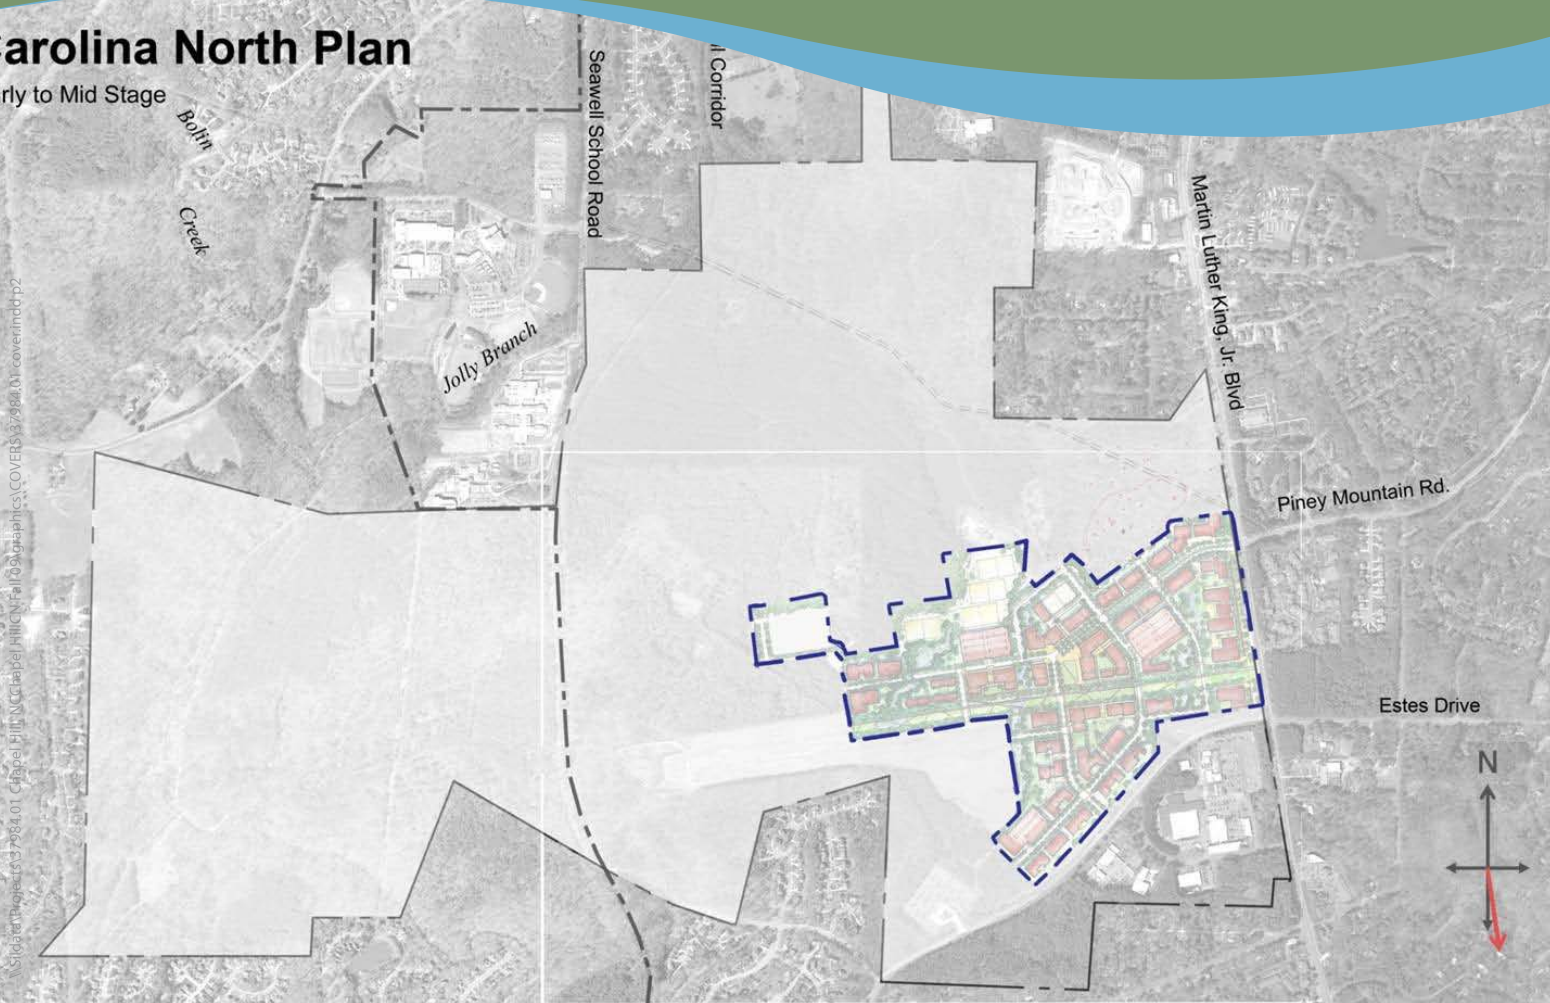 arolina North Plan
rly to Mid Stage
Bolin
Creek
Seawell School Road
l Corridor
Jolly Branch
Martin Luther King, Jr. Blvd
Piney Mountain Rd.
Estes Drive
N